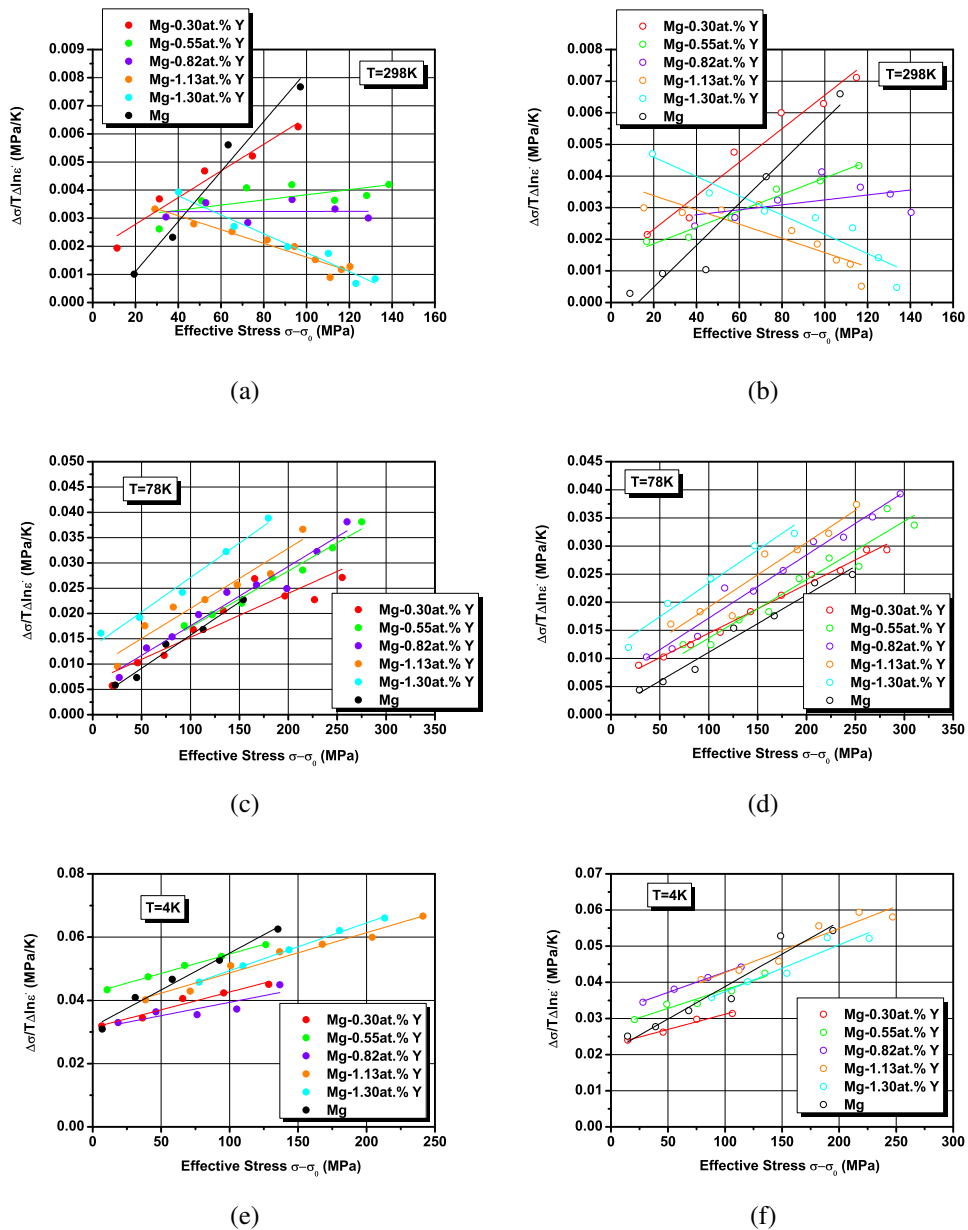 Mg-0.30at.% Y
Mg-0.55at.% Y
Mg-0.82at.% Y
Mg-1.13at.% Y
Mg-1.30at.% Y
Mg
T=298K
0.009
0.008
0.007
0.006
0.005
0.004
0.003
0.002
0.001
0.000
Δσ/TΔlnε˙ (MPa/K)
0 20 40 60 80 100 120 140 160
Effective Stress σ−σ0 (MPa)
(a)
Mg-0.30at.% Y
Mg-0.55at.% Y
Mg-0.82at.% Y
Mg-1.13at.% Y
Mg-1.30at.% Y
Mg
T=298K
0.008
0.007
0.006
0.005
0.004
0.003
0.002
0.001
0.000
Δσ/TΔlnε˙ (MPa/K)
0 20 40 60 80 100 120 140 160
Effective Stress σ−σ0 (MPa)
(b)
T=78K
0.050
0.045
0.040
0.035
0.030
0.025
0.020
0.015
0.010
0.005
0.000
Δσ/TΔlnε˙ (MPa/K)
Mg-0.30at.% Y
Mg-0.55at.% Y
Mg-0.82at.% Y
Mg-1.13at.% Y
Mg-1.30at.% Y
Mg
0 50 100 150 200 250 300 350
Effective Stress σ−σ0 (MPa)
(c)
T=78K
0.045
0.040
0.035
0.030
0.025
0.020
0.015
0.010
0.005
0.000
Δσ/TΔlnε˙ (MPa/K)
Mg-0.30at.% Y
Mg-0.55at.% Y
Mg-0.82at.% Y
Mg-1.13at.% Y
Mg-1.30at.% Y
Mg
0 50 100 150 200 250 300 350
Effective Stress σ−σ0 (MPa)
(d)
T=4K
0.08
0.06
0.04
0.02
0.00
Δσ/TΔlnε˙ (MPa/K)
Mg-0.30at.% Y
Mg-0.55at.% Y
Mg-0.82at.% Y
Mg-1.13at.% Y
Mg-1.30at.% Y
Mg
0 50 100 150 200 250
Effective Stress σ−σ0 (MPa)
(e)
T=4K
0.07
0.06
0.05
0.04
0.03
0.02
0.01
0.00
Δσ/TΔlnε˙ (MPa/K)
Mg-0.30at.% Y
Mg-0.55at.% Y
Mg-0.82at.% Y
Mg-1.13at.% Y
Mg-1.30at.% Y
Mg
0 50 100 150 200 250 300
Effective Stress σ−σ0 (MPa)
(f)